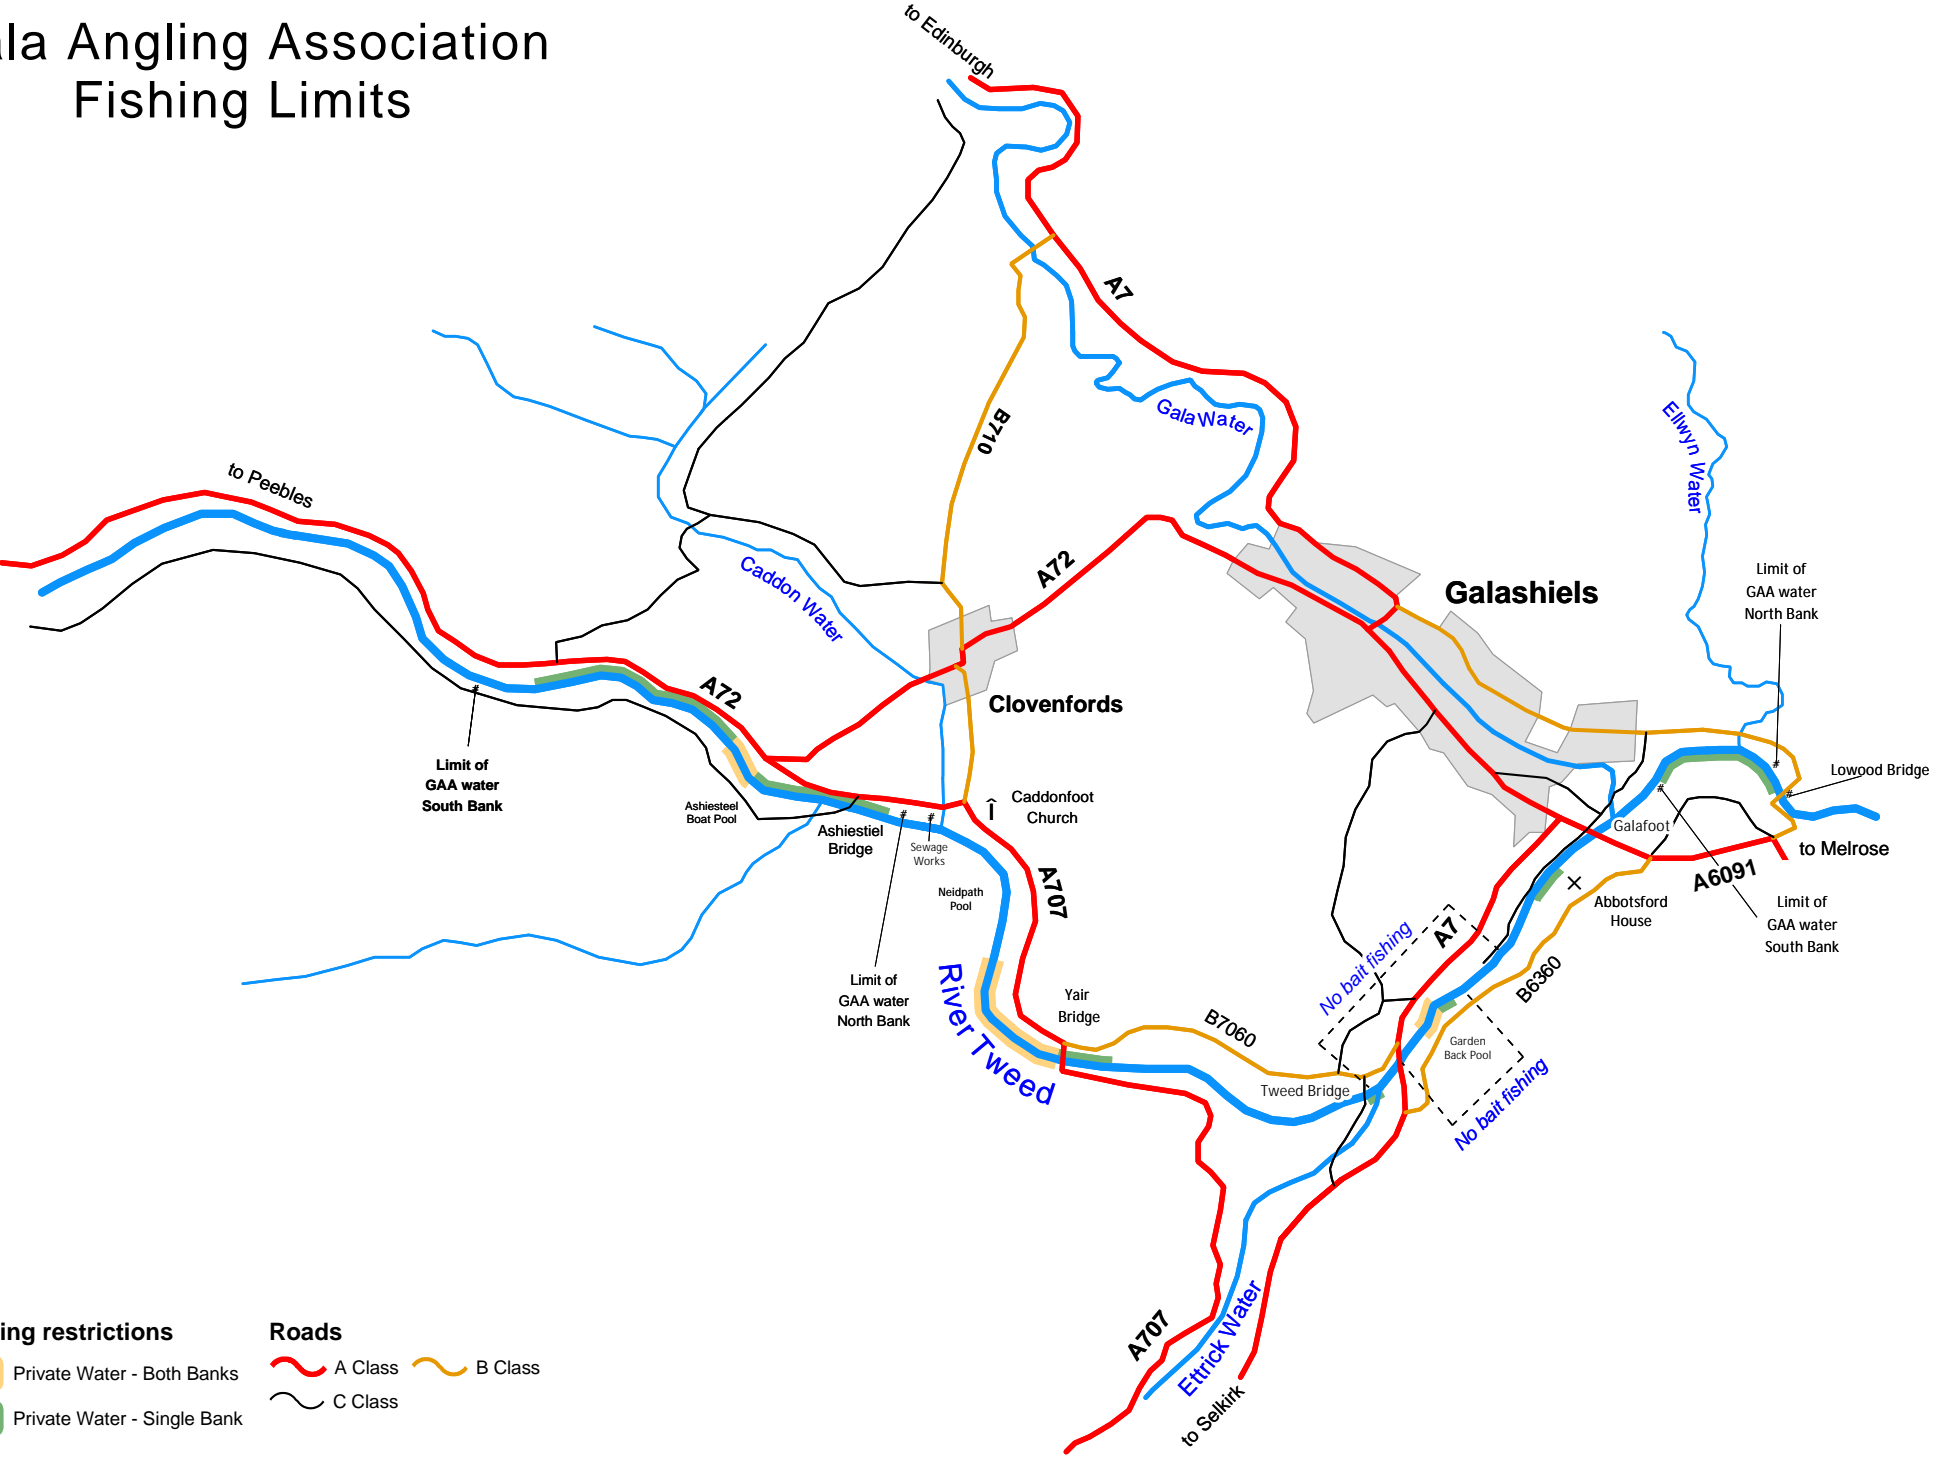 ala Angling Association
Fishing Limits
to Edinburgh
A7
B710
Gala Water
Ellwyn Water
to Peebles
A72
Caddon Water
Galashiels
Limit of
GAA water
North Bank
A72
Clovenfords
Limit of
GAA water
South Bank
Ashiesteel
Boat Pool
Ashiestiel
Bridge
Sewage
Works
Î
Caddonfoot
Church
Lowood Bridge
Galafoot
to Melrose
A6091
Neidpath
Pool
A707
Abbotsford
House
Limit of
GAA water
South Bank
Limit of
GAA water
North Bank
River Tweed
Yair
Bridge
B7060
No bait fishing
A7
B6360
Garden
Back Pool
Tweed Bridge
No bait fishing
A707
Ettrick Water
to Selkirk
ing restrictions
Private Water - Both Banks
Private Water - Single Bank
Roads
A Class
B Class
C Class